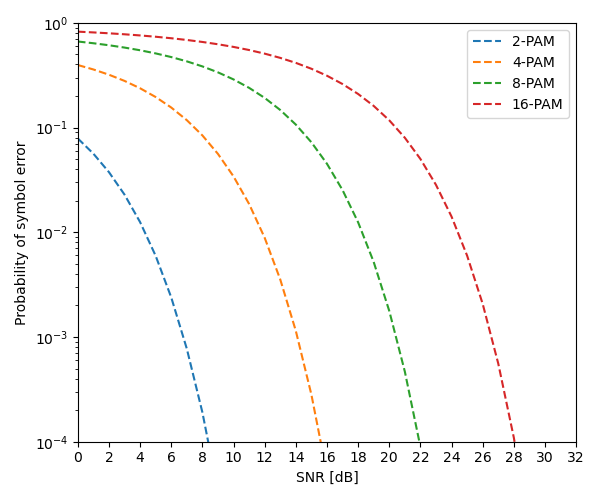 10^0
10^-1
10^-2
10^-3
10^-4
Probability of symbol error
2-PAM
4-PAM
8-PAM
16-PAM
0 2 4 6 8 10 12 14 16 18 20 22 24 26 28 30 32
SNR [dB]